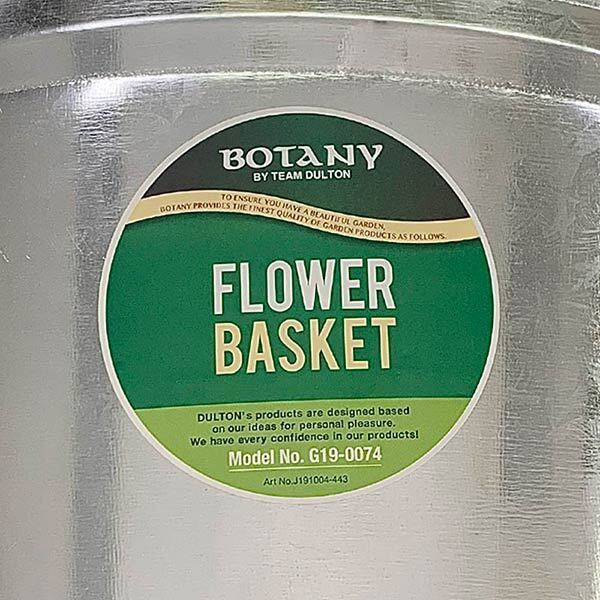 BOTANY
BY TEAM DULTON
TO ENSURE YOU HAVE A BEAUTIFUL GARDEN,
BOTANY PROVIDES THE FINEST QUALITY OF GARDEN PRODUCTS AS FOLLOWS.
FLOWER
BASKET
DULTON's products are designed based
on our ideas for personal pleasure.
We have every confidence in our products!
Model No. G19-0074
Art No.J191004-443